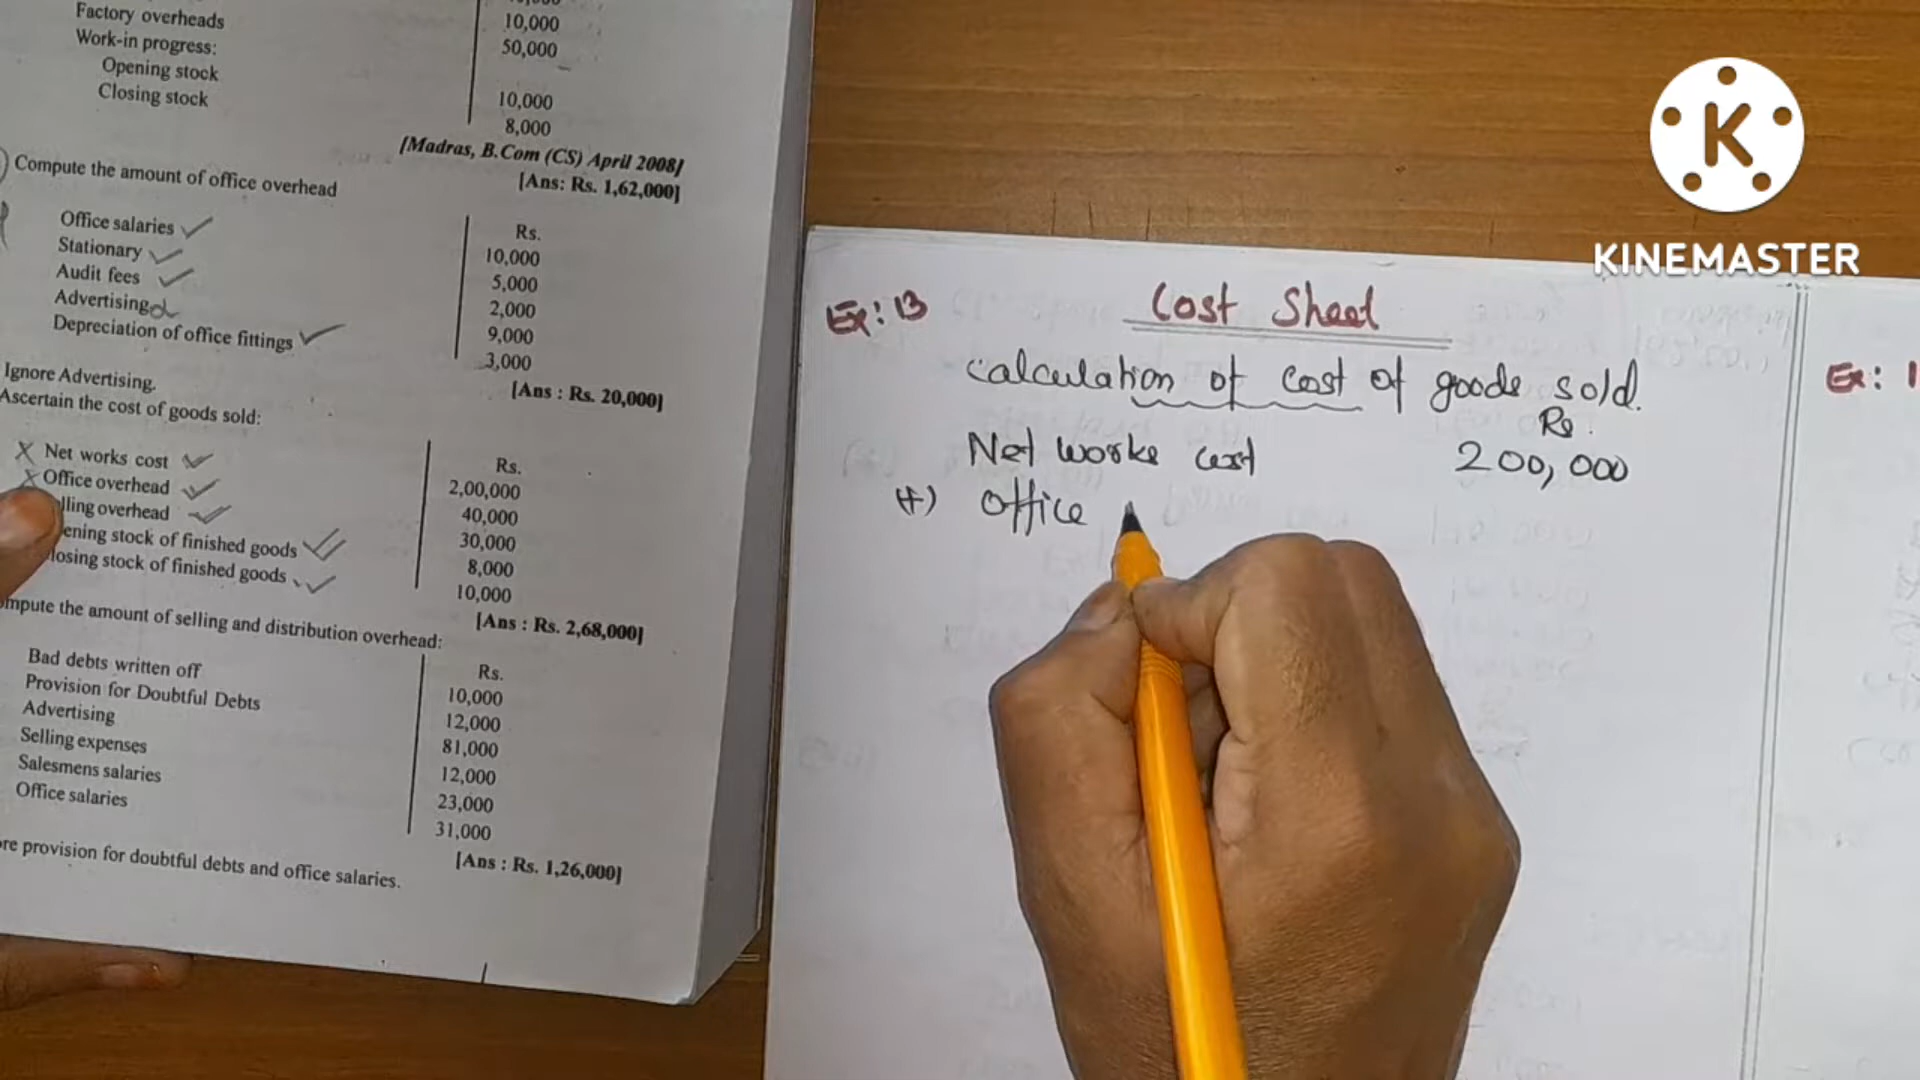 Factory overheads 10,000
Work-in progress: 50,000
Opening stock 10,000
Closing stock 8,000
[Madras, B.Com (CS) April 2008]
[Ans: Rs. 1,62,000]
Compute the amount of office overhead
Rs.
Office salaries 10,000
Stationary 5,000
Audit fees 2,000
Advertising 9,000
Depreciation of office fittings 3,000
[Ans : Rs. 20,000]
Ignore Advertising.
Ascertain the cost of goods sold:
Rs.
Net works cost 2,00,000
Office overhead 40,000
lling overhead 30,000
ening stock of finished goods 8,000
losing stock of finished goods 10,000
[Ans : Rs. 2,68,000]
mpute the amount of selling and distribution overhead:
Rs.
Bad debts written off 10,000
Provision for Doubtful Debts 12,000
Advertising 81,000
Selling expenses 12,000
Salesmens salaries 23,000
Office salaries 31,000
[Ans : Rs. 1,26,000]
re provision for doubtful debts and office salaries.
K
KINEMASTER
Ex: 13 Cost Sheet
Calculation of cost of goods sold.
Rs.
Net works cost 200,000
(+) Office
Ex: 1